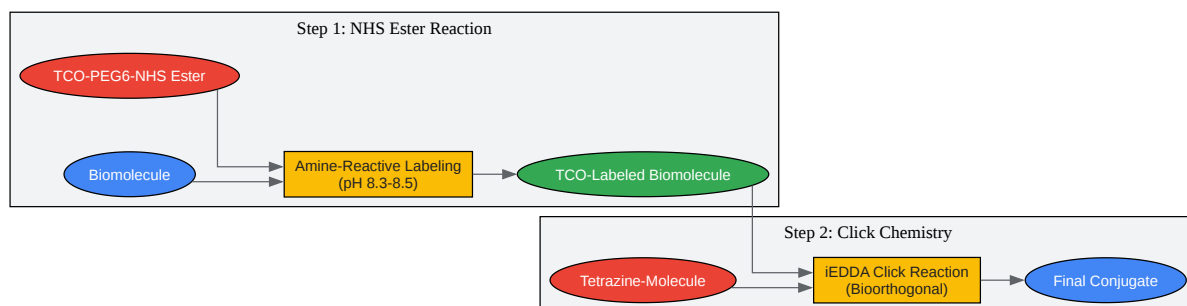 Step 1: NHS Ester Reaction
TCO-PEG6-NHS Ester
Biomolecule
Amine-Reactive Labeling
(pH 8.3-8.5)
TCO-Labeled Biomolecule
Step 2: Click Chemistry
Tetrazine-Molecule
iEDDA Click Reaction
(Bioorthogonal)
Final Conjugate